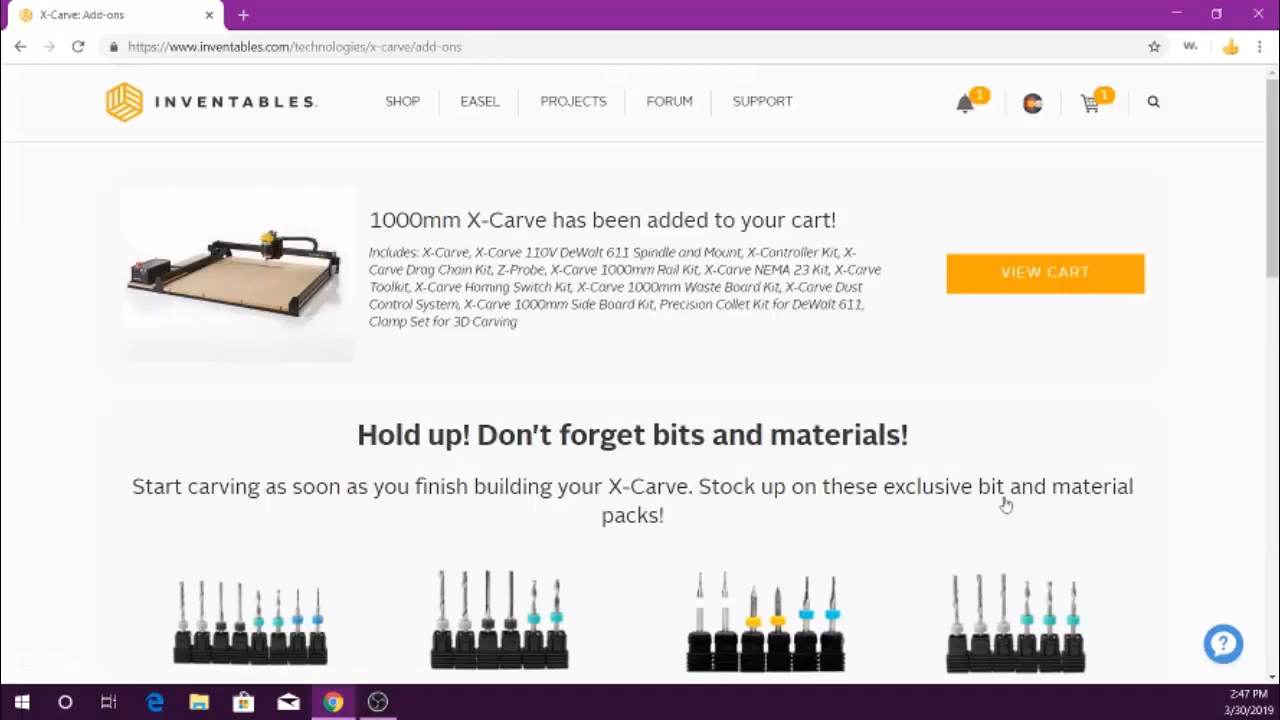 X-Carve: Add-ons
https://www.inventables.com/technologies/x-carve/add-ons
W.
INVENTABLES.
SHOP
EASEL
PROJECTS
FORUM
SUPPORT
1
1
1000mm X-Carve has been added to your cart!
Includes: X-Carve, X-Carve 110V DeWalt 611 Spindle and Mount, X-Controller Kit, X-
Carve Drag Chain Kit, Z-Probe, X-Carve 1000mm Rail Kit, X-Carve NEMA 23 Kit, X-Carve
Toolkit, X-Carve Homing Switch Kit, X-Carve 1000mm Waste Board Kit, X-Carve Dust
Control System, X-Carve 1000mm Side Board Kit, Precision Collet Kit for DeWalt 611,
Clamp Set for 3D Carving
VIEW CART
Hold up! Don't forget bits and materials!
Start carving as soon as you finish building your X-Carve. Stock up on these exclusive bit and material
packs!
?
2:47 PM
3/30/2019